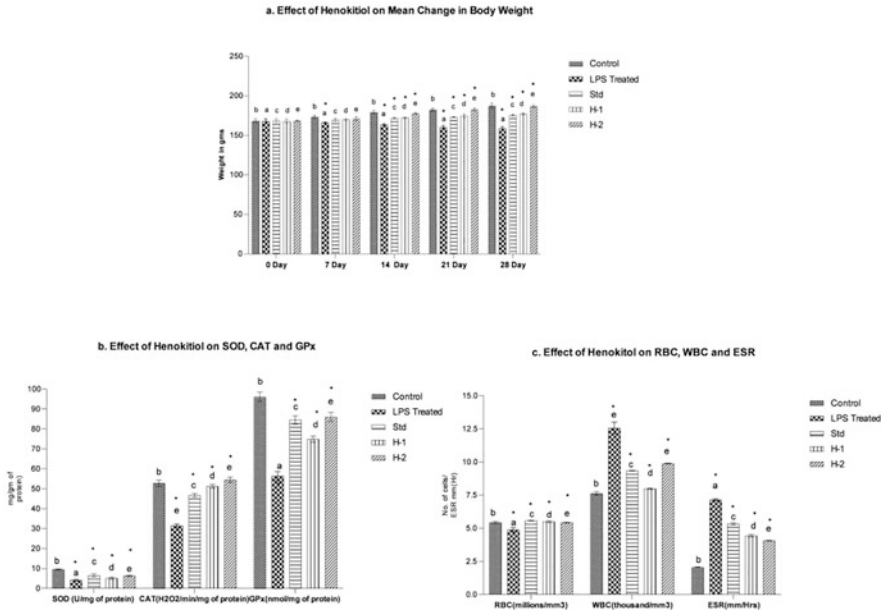 a. Effect of Henokitiol on Mean Change in Body Weight
250
200
150
100
50
0
Weight in gms
b a c d e
b * a c d e
b * a * c * d * e
b * a * c * d * e
b * a * c * d * e
0 Day 7 Day 14 Day 21 Day 28 Day
Control
LPS Treated
Std
H-1
H-2
b. Effect of Henokitiol on SOD, CAT and GPx
100
90
80
70
60
50
40
30
20
10
0
mg/gm of
protein)
b * a * c * d * e
b * e * c * d * e
b a * c * d * e
SOD (U/mg of protein) CAT(H2O2/min/mg of protein) GPx(nmol/mg of protein)
Control
LPS Treated
Std
H-1
H-2
c. Effect of Henokitol on RBC, WBC and ESR
15.0
12.5
10.0
7.5
5.0
2.5
0.0
No. of cells/
ESR mm(Hr)
b * a * c * d * e
b * e * c * d * e
b * a * c * d * e
RBC(millions/mm3) WBC(thousand/mm3) ESR(mm/Hrs)
Control
LPS Treated
Std
H-1
H-2